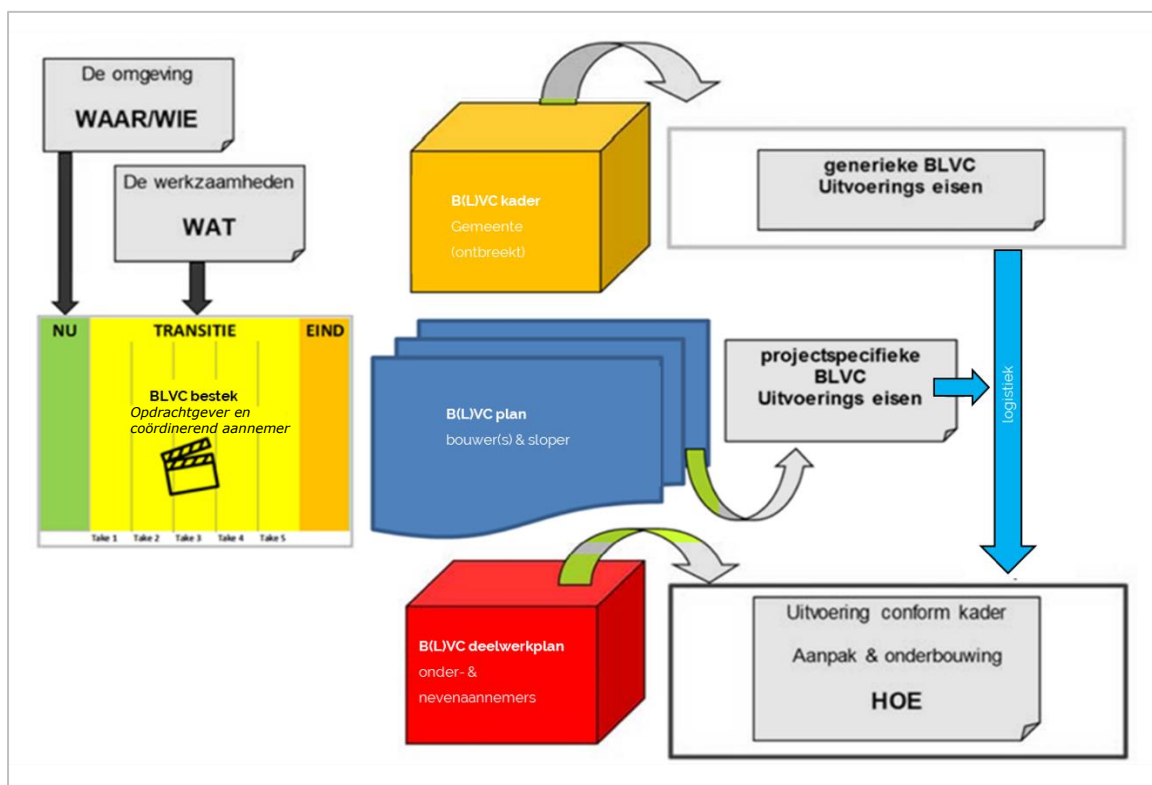 De omgeving
WAAR/WIE
De werkzaamheden
WAT
NU
TRANSITIE
EIND
BLVC bestek
Opdrachtgever en
coördinerend aannemer
Take 1
Take 2
Take 3
Take 4
Take 5
B(L)VC kader
Gemeente
(ontbreekt)
generieke BLVC
Uitvoerings eisen
B(L)VC plan
bouwer(s) & sloper
projectspecifieke
BLVC
Uitvoerings eisen
logistiek
B(L)VC deelwerkplan
onder- &
nevenaannemers
Uitvoering conform kader
Aanpak & onderbouwing
HOE